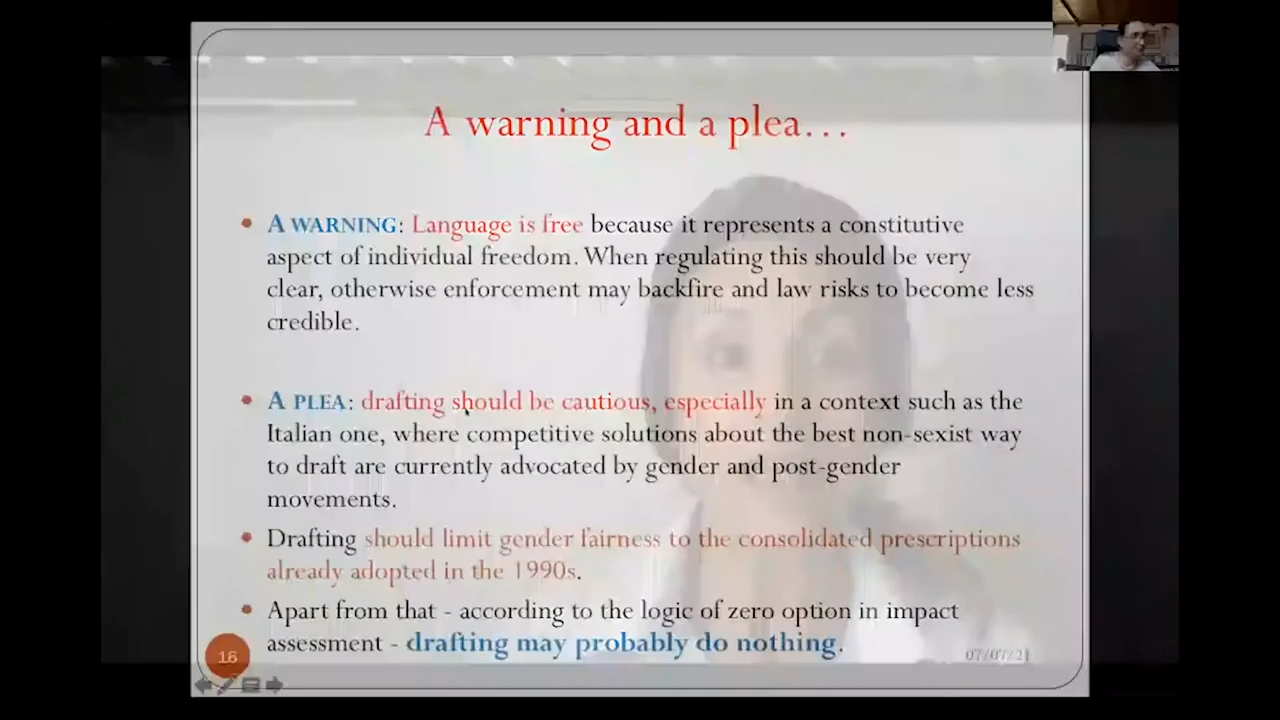 A warning and a plea...
• A WARNING: Language is free because it represents a constitutive
aspect of individual freedom. When regulating this should be very
clear, otherwise enforcement may backfire and law risks to become less
credible.
• A PLEA: drafting should be cautious, especially in a context such as the
Italian one, where competitive solutions about the best non-sexist way
to draft are currently advocated by gender and post-gender
movements.
• Drafting should limit gender fairness to the consolidated prescriptions
already adopted in the 1990s.
• Apart from that - according to the logic of zero option in impact
assessment - drafting may probably do nothing.
16
07/07/21